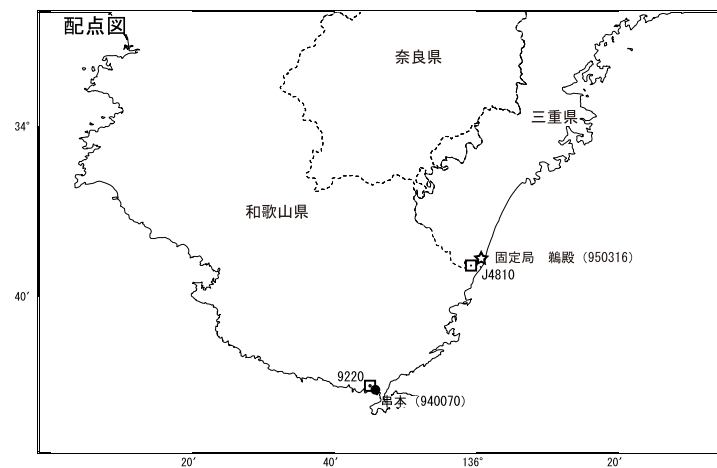 配点図
奈良県
34°
三重県
和歌山県
固定局　鵜殿（950316）
J4810
40′
9220
串本（940070）
20′
40′
136°
20′